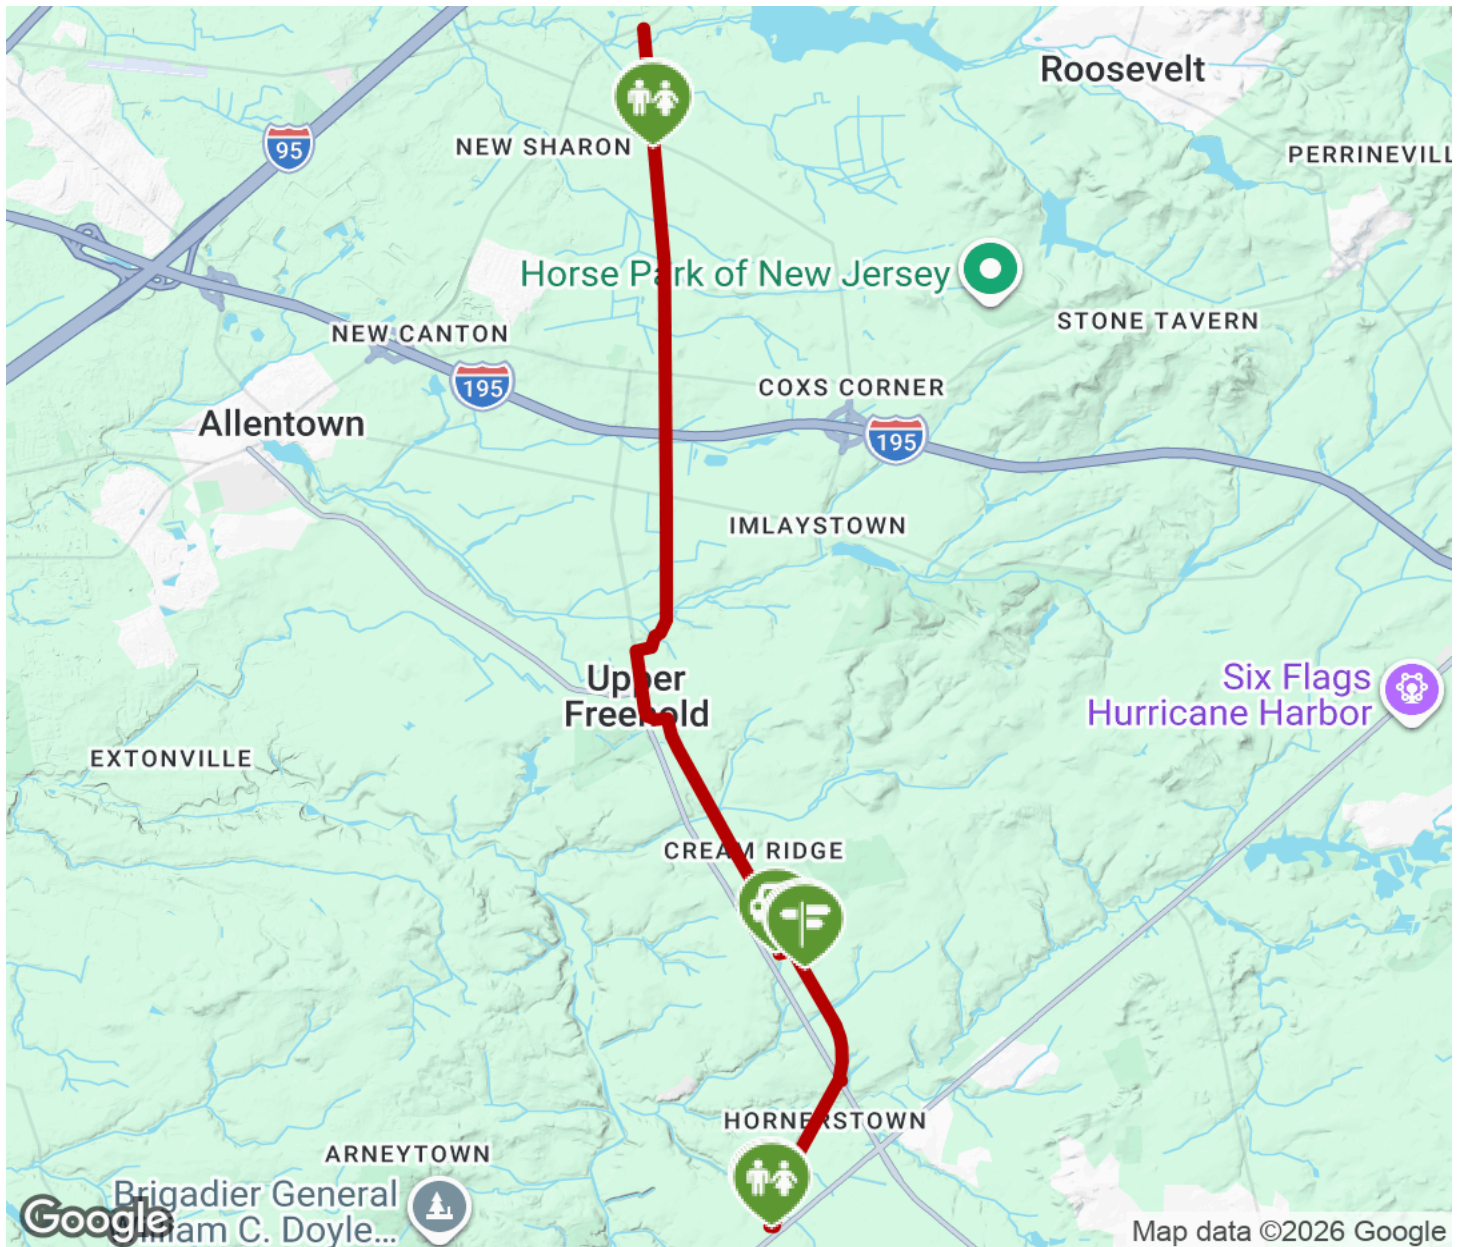 Roosevelt
95
NEW SHARON
PERRINEVILL
Horse Park of New Jersey
STONE TAVERN
NEW CANTON
195
COXS CORNER
Allentown
195
IMLAYSTOWN
Upper
Freehold
Six Flags
Hurricane Harbor
EXTONVILLE
CREAM RIDGE
HORNERSTOWN
ARNEYTOWN
Brigadier General
William C. Doyle...
Google
Map data ©2026 Google